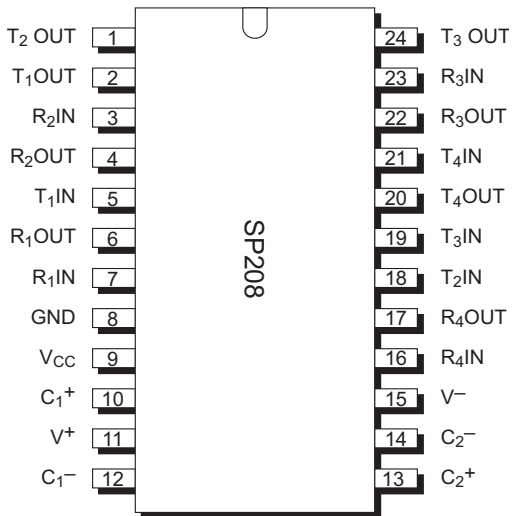 T₂ OUT 1 24 T₃ OUT
T₁OUT 2 23 R₃IN
R₂IN 3 22 R₃OUT
R₂OUT 4 21 T₄IN
T₁IN 5 20 T₄OUT
R₁OUT 6 19 T₃IN
R₁IN 7 18 T₂IN
GND 8 17 R₄OUT
V_CC 9 16 R₄IN
C₁⁺ 10 15 V⁻
V⁺ 11 14 C₂⁻
C₁⁻ 12 13 C₂⁺
SP208